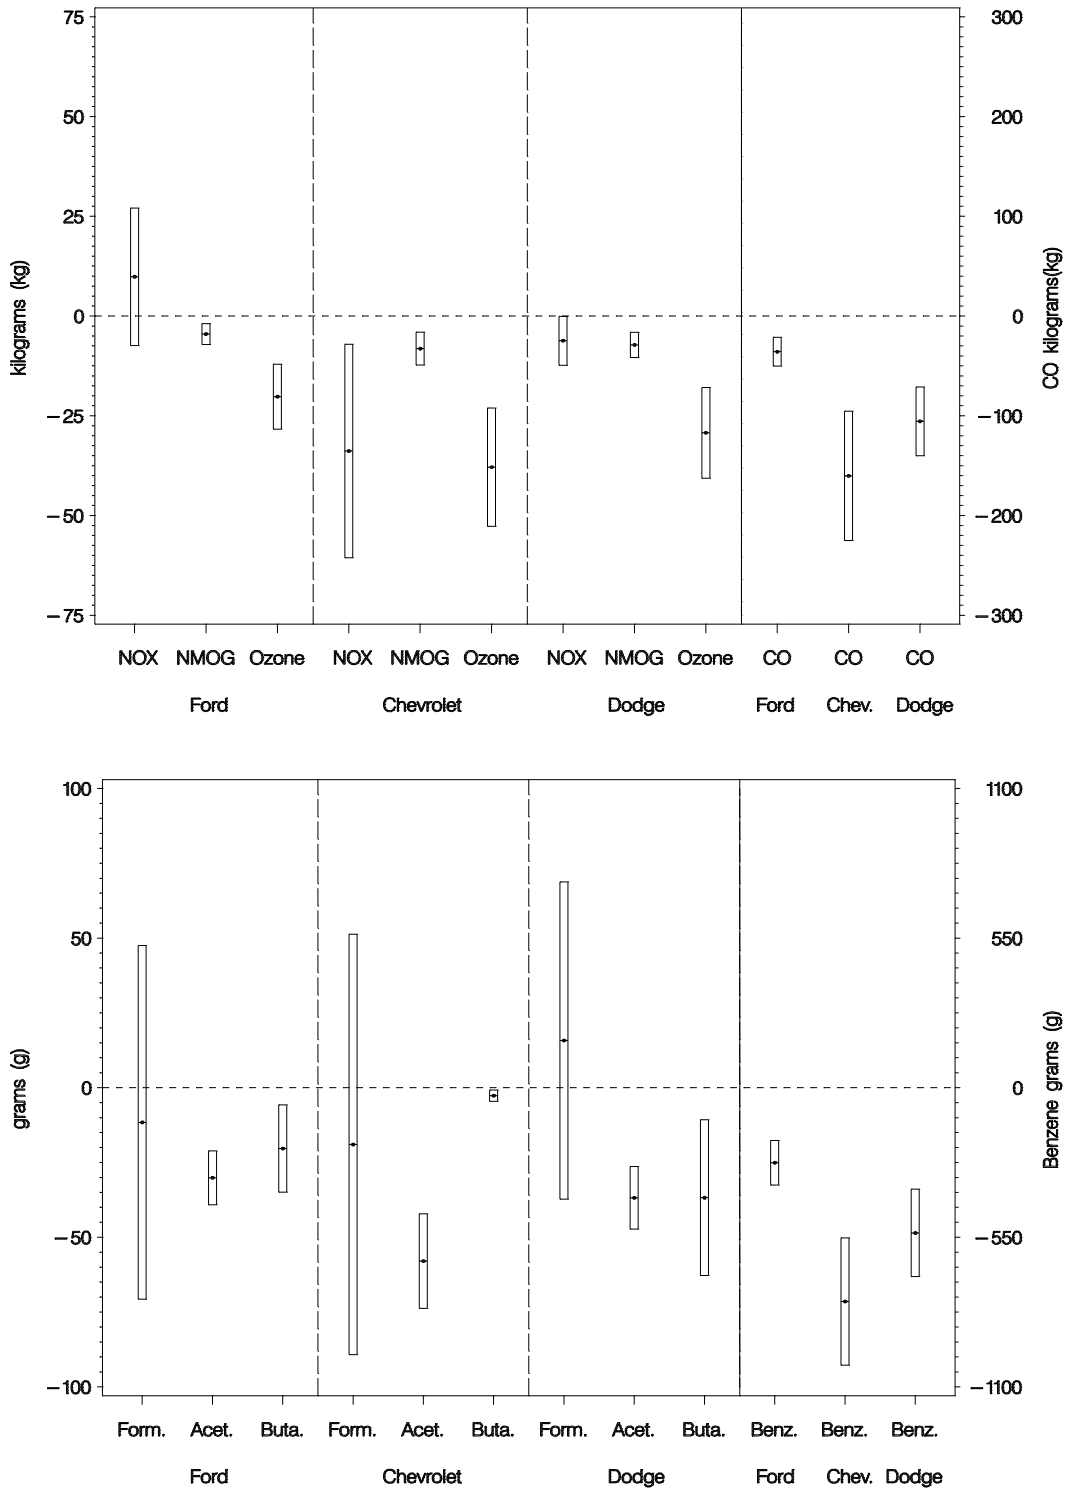 75 300
50 200
25 100
0 0
−25 −100
−50 −200
−75 −300
kilograms (kg)
CO kilograms(kg)
NOX NMOG Ozone NOX NMOG Ozone NOX NMOG Ozone CO CO CO
Ford Chevrolet Dodge Ford Chev. Dodge
100 1100
50 550
0 0
−50 −550
−100 −1100
grams (g)
Benzene grams (g)
Form. Acet. Buta. Form. Acet. Buta. Form. Acet. Buta. Benz. Benz. Benz.
Ford Chevrolet Dodge Ford Chev. Dodge